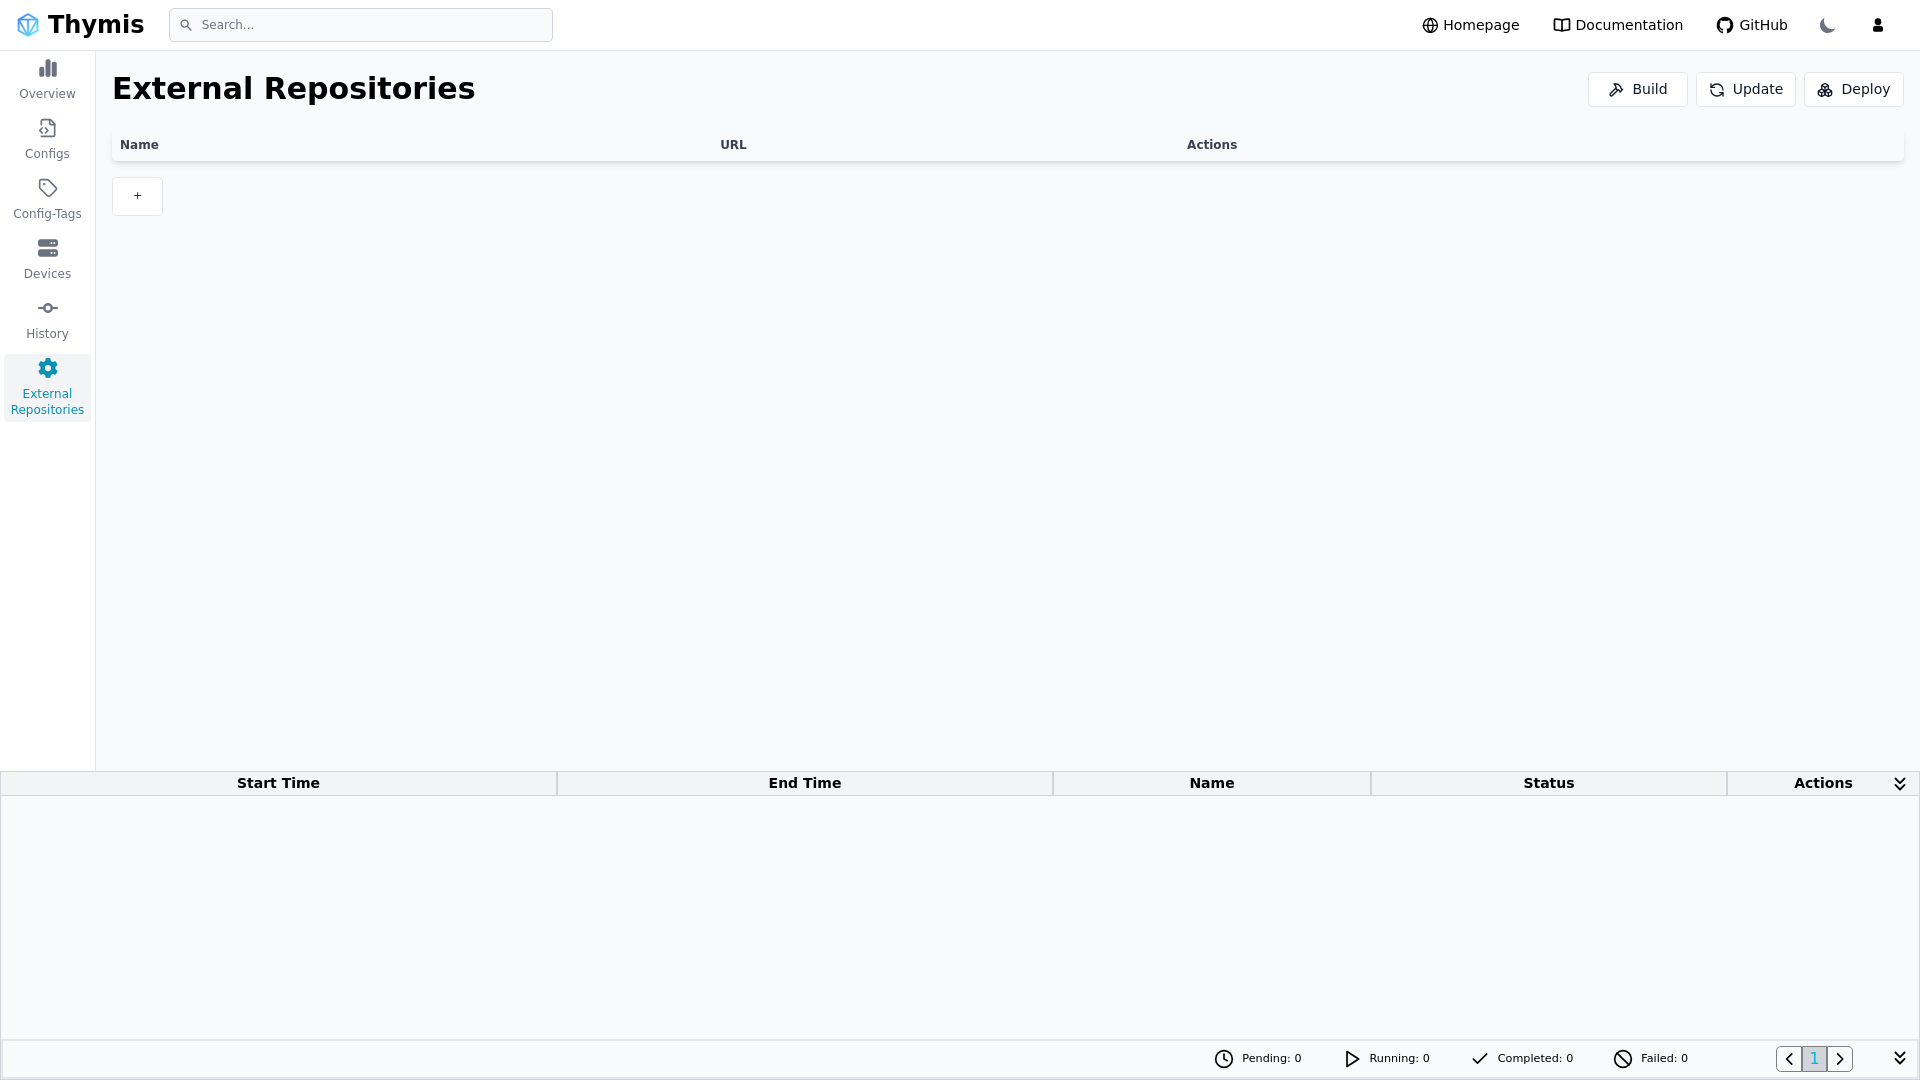 Thymis
Search...
Homepage
Documentation
GitHub
Overview
Configs
Config-Tags
Devices
History
External
Repositories
External Repositories
Build
Update
Deploy
Name
URL
Actions
+
Start Time
End Time
Name
Status
Actions
Pending: 0
Running: 0
Completed: 0
Failed: 0
1